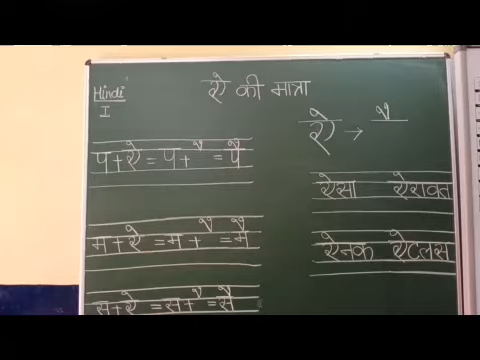 Hindi
I
ऐ की मात्रा
ऐ → ै
प+ऐ = प+ ै = पै
म+ऐ = म+ ै = मै
स+ऐ = स+ ै = सै
ऐसा ऐरावत
ऐनक ऐटलस